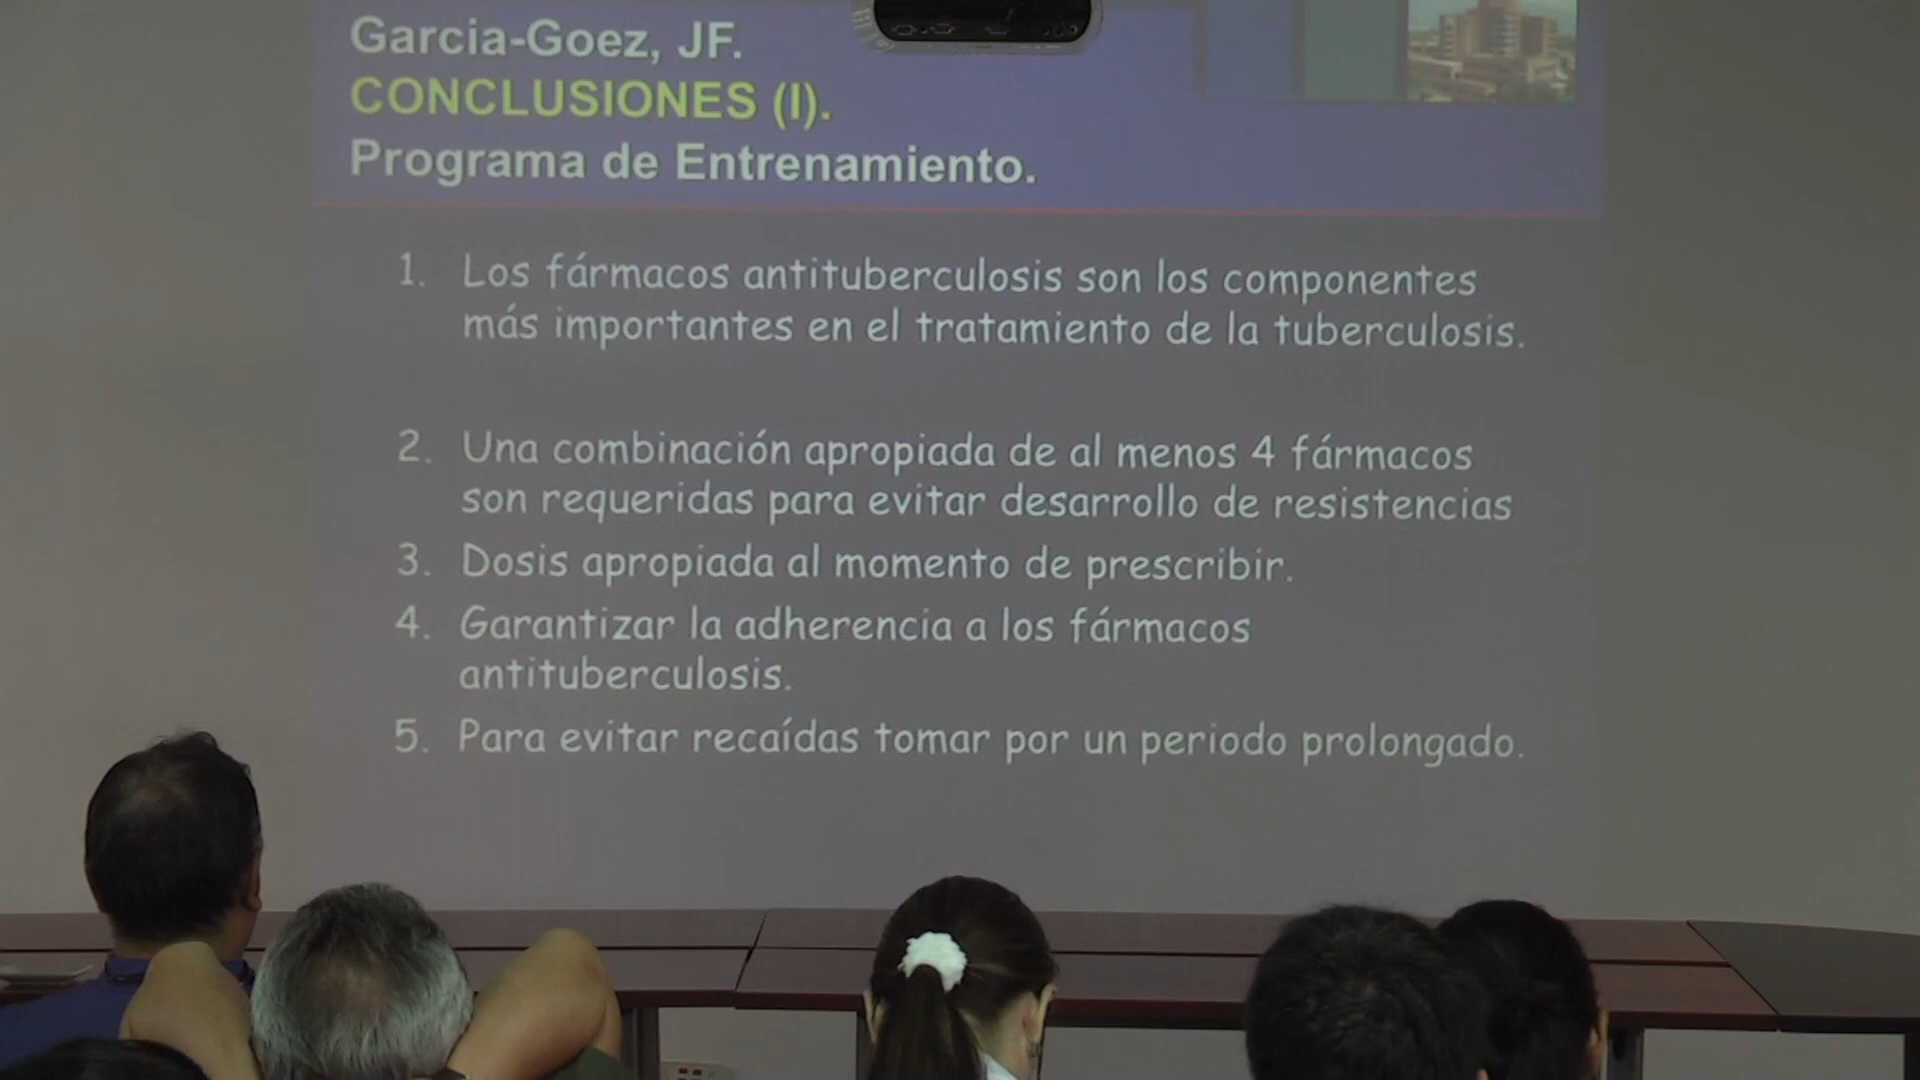 Garcia-Goez, JF.
CONCLUSIONES (I).
Programa de Entrenamiento.
1. Los fármacos antituberculosis son los componentes
más importantes en el tratamiento de la tuberculosis.
2. Una combinación apropiada de al menos 4 fármacos
son requeridas para evitar desarrollo de resistencias
3. Dosis apropiada al momento de prescribir.
4. Garantizar la adherencia a los fármacos
antituberculosis.
5. Para evitar recaídas tomar por un periodo prolongado.